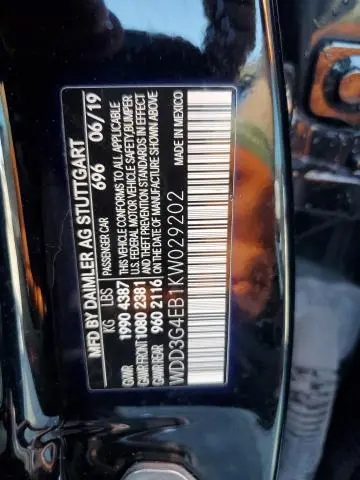 MFD BY DAIMLER AG STUTTGART
PASSENGER CAR 696 06/19
KG LBS
GVWR 1990 4387 THIS VEHICLE CONFORMS TO ALL APPLICABLE
GAWR FRONT 1080 2381 U.S. FEDERAL MOTOR VEHICLE SAFETY, BUMPER
GAWR REAR 960 2116 AND THEFT PREVENTION STANDARDS IN EFFECT
ON THE DATE OF MANUFACTURE SHOWN ABOVE
WDD3G4EB1KW029202
MADE IN MEXICO